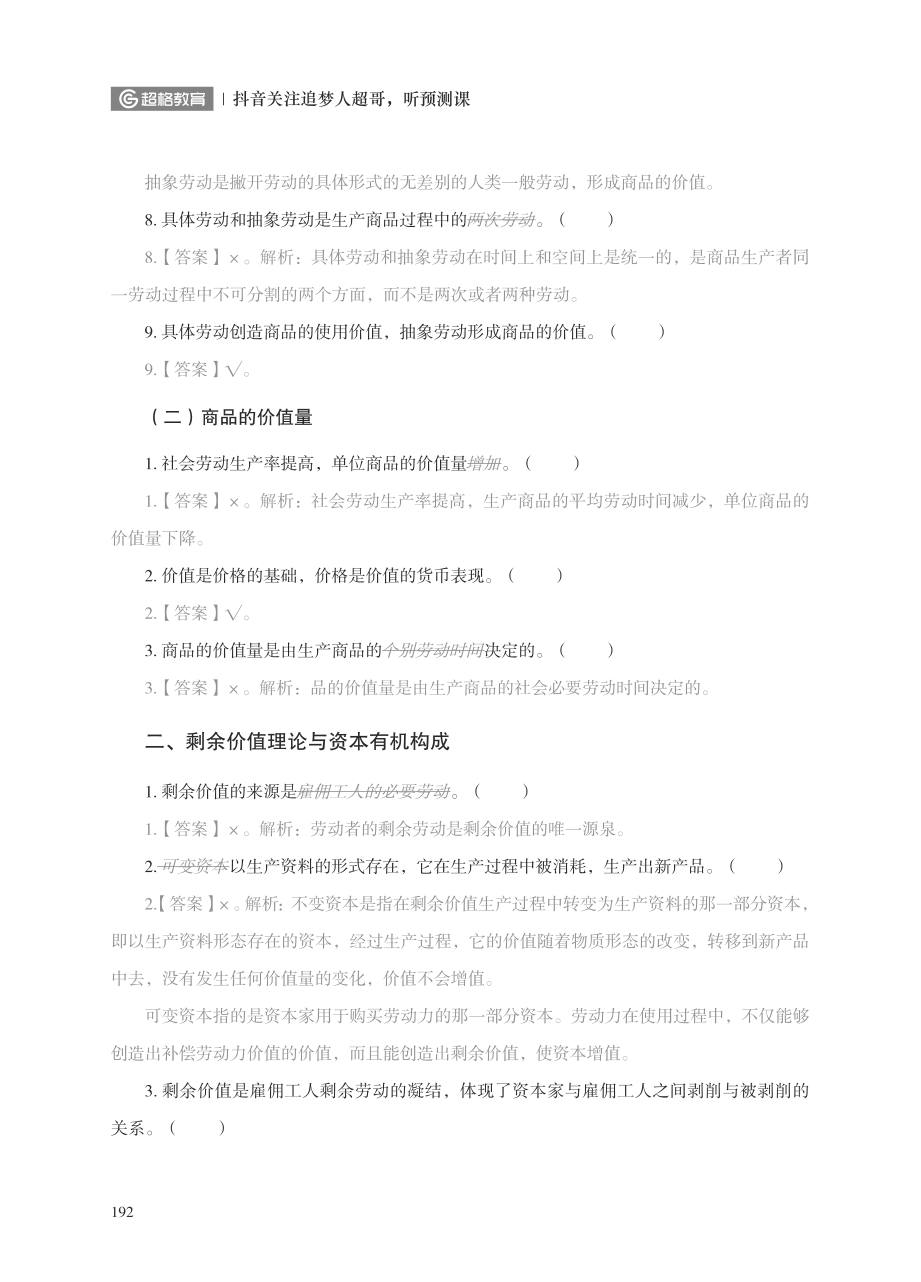 超格教育 | 抖音关注追梦人超哥，听预测课
抽象劳动是撇开劳动的具体形式的无差别的人类一般劳动，形成商品的价值。
8. 具体劳动和抽象劳动是生产商品过程中的两次劳动。（　　）
8.【答案】×。解析：具体劳动和抽象劳动在时间上和空间上是统一的，是商品生产者同
一劳动过程中不可分割的两个方面，而不是两次或者两种劳动。
9. 具体劳动创造商品的使用价值，抽象劳动形成商品的价值。（　　）
9.【答案】√。
（二）商品的价值量
1. 社会劳动生产率提高，单位商品的价值量增加。（　　）
1.【答案】×。解析：社会劳动生产率提高，生产商品的平均劳动时间减少，单位商品的
价值量下降。
2. 价值是价格的基础，价格是价值的货币表现。（　　）
2.【答案】√。
3. 商品的价值量是由生产商品的个别劳动时间决定的。（　　）
3.【答案】×。解析：品的价值量是由生产商品的社会必要劳动时间决定的。
二、剩余价值理论与资本有机构成
1. 剩余价值的来源是雇佣工人的必要劳动。（　　）
1.【答案】×。解析：劳动者的剩余劳动是剩余价值的唯一源泉。
2. 可变资本以生产资料的形式存在，它在生产过程中被消耗，生产出新产品。（　　）
2.【答案】×。解析：不变资本是指在剩余价值生产过程中转变为生产资料的那一部分资本，
即以生产资料形态存在的资本，经过生产过程，它的价值随着物质形态的改变，转移到新产品
中去，没有发生任何价值量的变化，价值不会增值。
可变资本指的是资本家用于购买劳动力的那一部分资本。劳动力在使用过程中，不仅能够
创造出补偿劳动力价值的价值，而且能创造出剩余价值，使资本增值。
3. 剩余价值是雇佣工人剩余劳动的凝结，体现了资本家与雇佣工人之间剥削与被剥削的
关系。（　　）
192